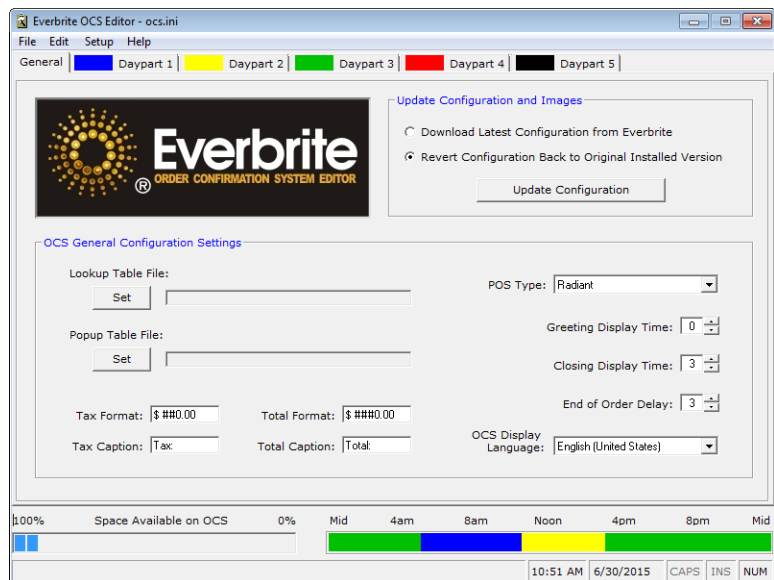 Everbrite OCS Editor - ocs.ini
File Edit Setup Help
General Daypart 1 Daypart 2 Daypart 3 Daypart 4 Daypart 5
Everbrite
®
ORDER CONFIRMATION SYSTEM EDITOR
Update Configuration and Images
Download Latest Configuration from Everbrite
Revert Configuration Back to Original Installed Version
Update Configuration
OCS General Configuration Settings
Lookup Table File:
Set
Popup Table File:
Set
Tax Format: $ ##0.00 Total Format: $ ###0.00
Tax Caption: Tax: Total Caption: Total:
POS Type: Radiant
Greeting Display Time: 0
Closing Display Time: 3
End of Order Delay: 3
OCS Display
Language: English (United States)
100% Space Available on OCS 0% Mid 4am 8am Noon 4pm 8pm Mid
10:51 AM 6/30/2015 CAPS INS NUM